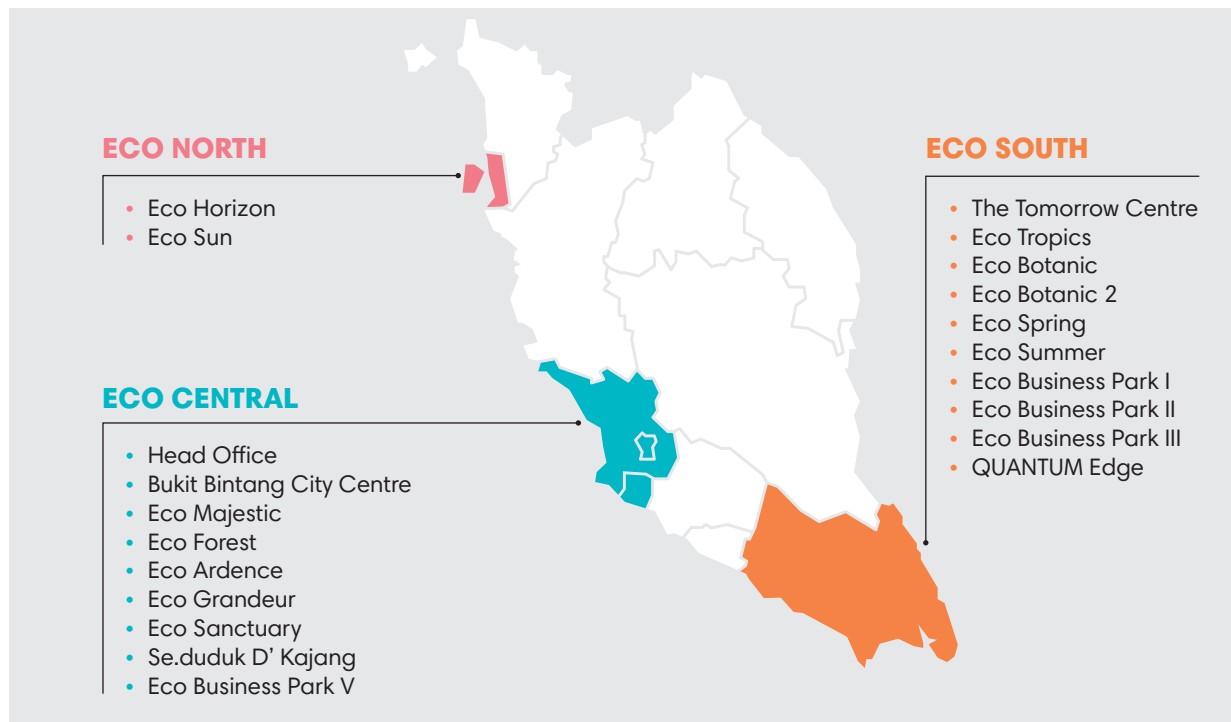 ECO NORTH
• Eco Horizon
• Eco Sun
ECO CENTRAL
• Head Office
• Bukit Bintang City Centre
• Eco Majestic
• Eco Forest
• Eco Ardence
• Eco Grandeur
• Eco Sanctuary
• Se.duduk D’ Kajang
• Eco Business Park V
ECO SOUTH
• The Tomorrow Centre
• Eco Tropics
• Eco Botanic
• Eco Botanic 2
• Eco Spring
• Eco Summer
• Eco Business Park I
• Eco Business Park II
• Eco Business Park III
• QUANTUM Edge